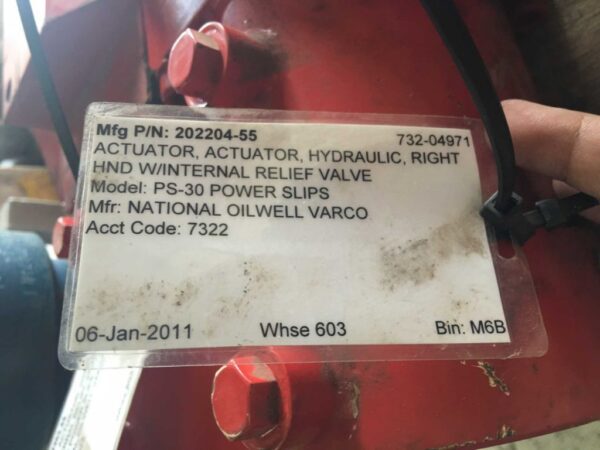 Mfg P/N: 202204-55 732-04971
ACTUATOR, ACTUATOR, HYDRAULIC, RIGHT
HND W/INTERNAL RELIEF VALVE
Model: PS-30 POWER SLIPS
Mfr: NATIONAL OILWELL VARCO
Acct Code: 7322
06-Jan-2011 Whse 603 Bin: M6B